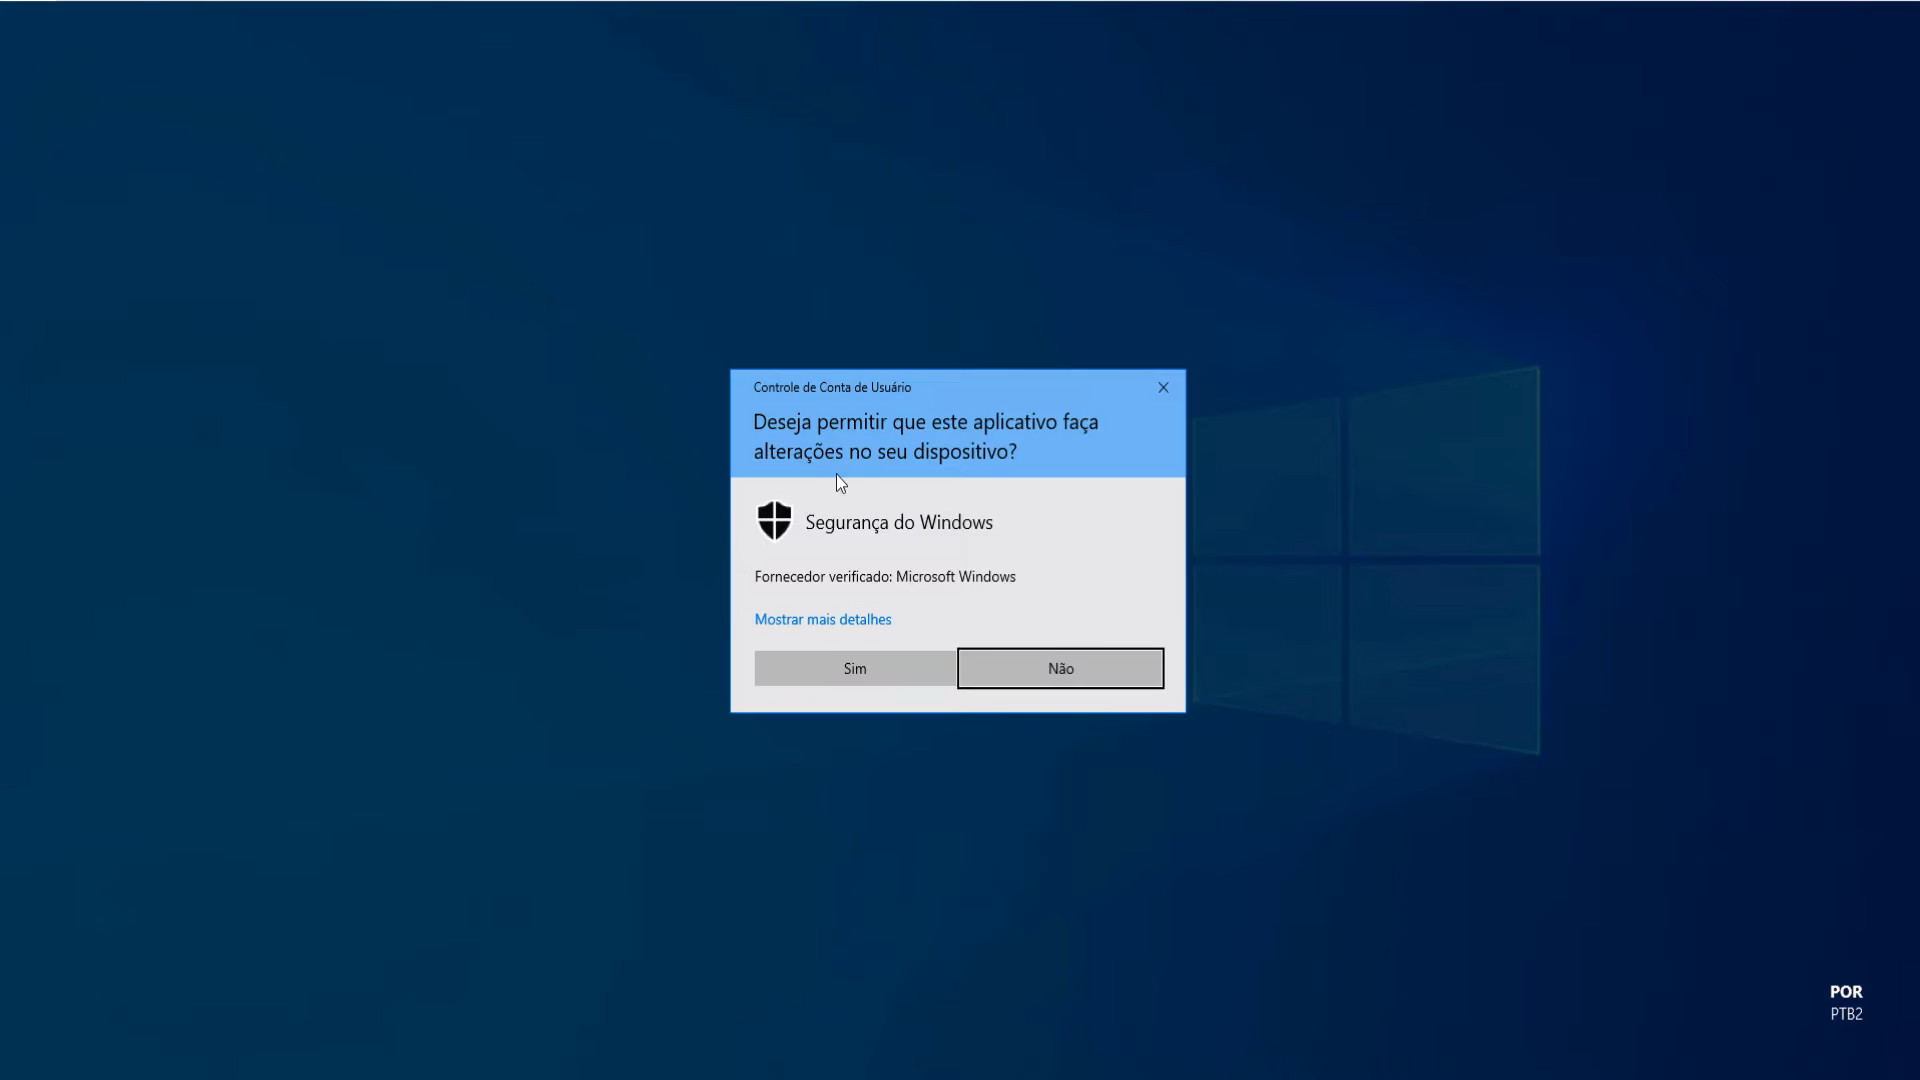 Controle de Conta de Usuário
Deseja permitir que este aplicativo faça
alterações no seu dispositivo?
Segurança do Windows
Fornecedor verificado: Microsoft Windows
Mostrar mais detalhes
Sim
Não
POR
PTB2